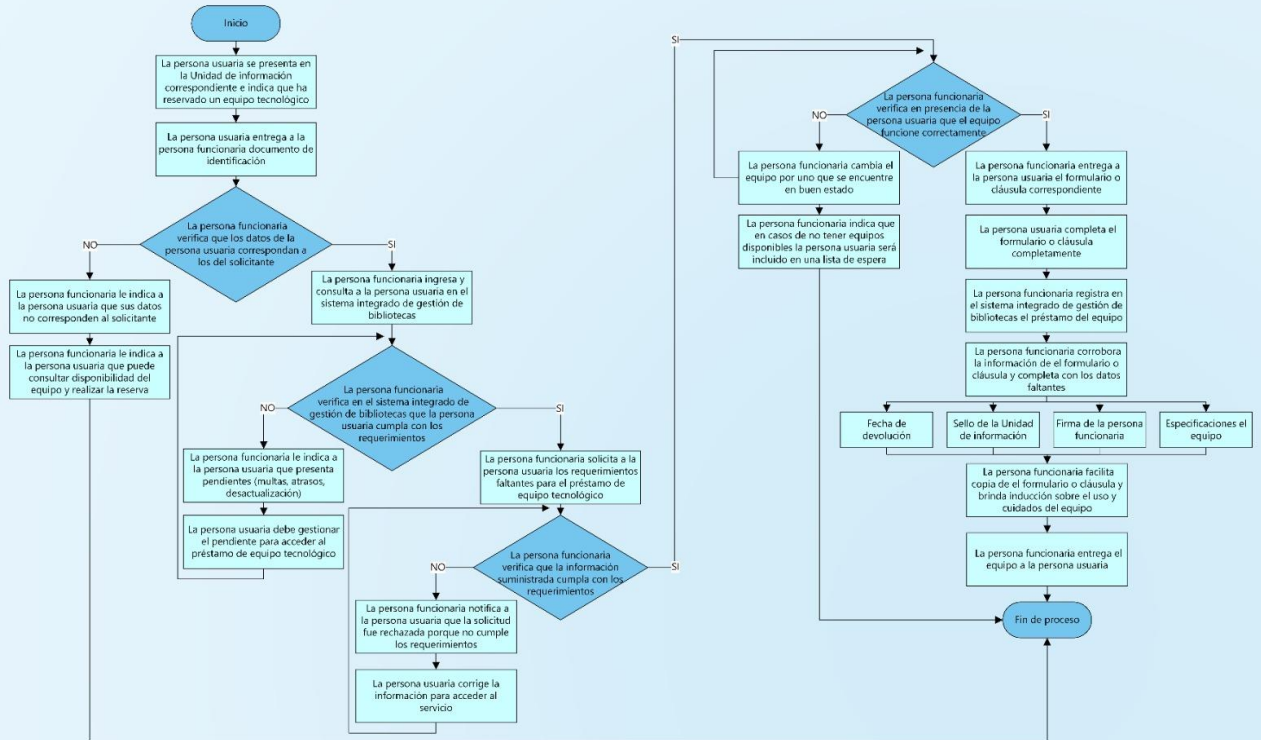 Inicio
La persona usuaria se presenta en
la Unidad de información
correspondiente e indica que ha
reservado un equipo tecnológico
La persona usuaria entrega a la
persona funcionaria documento de
identificación
La persona funcionaria
verifica que los datos de la
persona usuaria correspondan a
los del solicitante
NO
SI
La persona funcionaria le indica a
la persona usuaria que sus datos
no corresponden al solicitante
La persona funcionaria le indica a
la persona usuaria que puede
consultar disponibilidad del
equipo y realizar la reserva
La persona funcionaria ingresa y
consulta a la persona usuaria en el
sistema integrado de gestión de
bibliotecas
La persona funcionaria
verifica en el sistema integrado de
gestión de bibliotecas que la persona
usuaria cumpla con los
requerimientos
NO
SI
La persona funcionaria le indica a
la persona usuaria que presenta
pendientes (multas, atrasos,
desactualización)
La persona usuaria debe gestionar
el pendiente para acceder al
préstamo de equipo tecnológico
La persona funcionaria solicita a la
persona usuaria los requerimientos
faltantes para el préstamo de
equipo tecnológico
La persona funcionaria
verifica que la información
suministrada cumpla con los
requerimientos
NO
SI
La persona funcionaria notifica a
la persona usuaria que la solicitud
fue rechazada porque no cumple
los requerimientos
La persona usuaria corrige la
información para acceder al
servicio
SI
La persona funcionaria
verifica en presencia de la
persona usuaria que el equipo
funcione correctamente
NO
SI
La persona funcionaria cambia el
equipo por uno que se encuentre
en buen estado
La persona funcionaria indica que
en casos de no tener equipos
disponibles la persona usuaria será
incluido en una lista de espera
La persona funcionaria entrega a
la persona usuaria el formulario o
cláusula correspondiente
La persona usuaria completa el
formulario o cláusula
completamente
La persona funcionaria registra en
el sistema integrado de gestión de
bibliotecas el préstamo del equipo
La persona funcionaria corrobora
la información de el formulario o
cláusula y completa con los datos
faltantes
Fecha de
devolución
Sello de la Unidad
de información
Firma de la persona
funcionaria
Especificaciones el
equipo
La persona funcionaria facilita
copia de el formulario o cláusula y
brinda inducción sobre el uso y
cuidados del equipo
La persona funcionaria entrega el
equipo a la persona usuaria
Fin de proceso